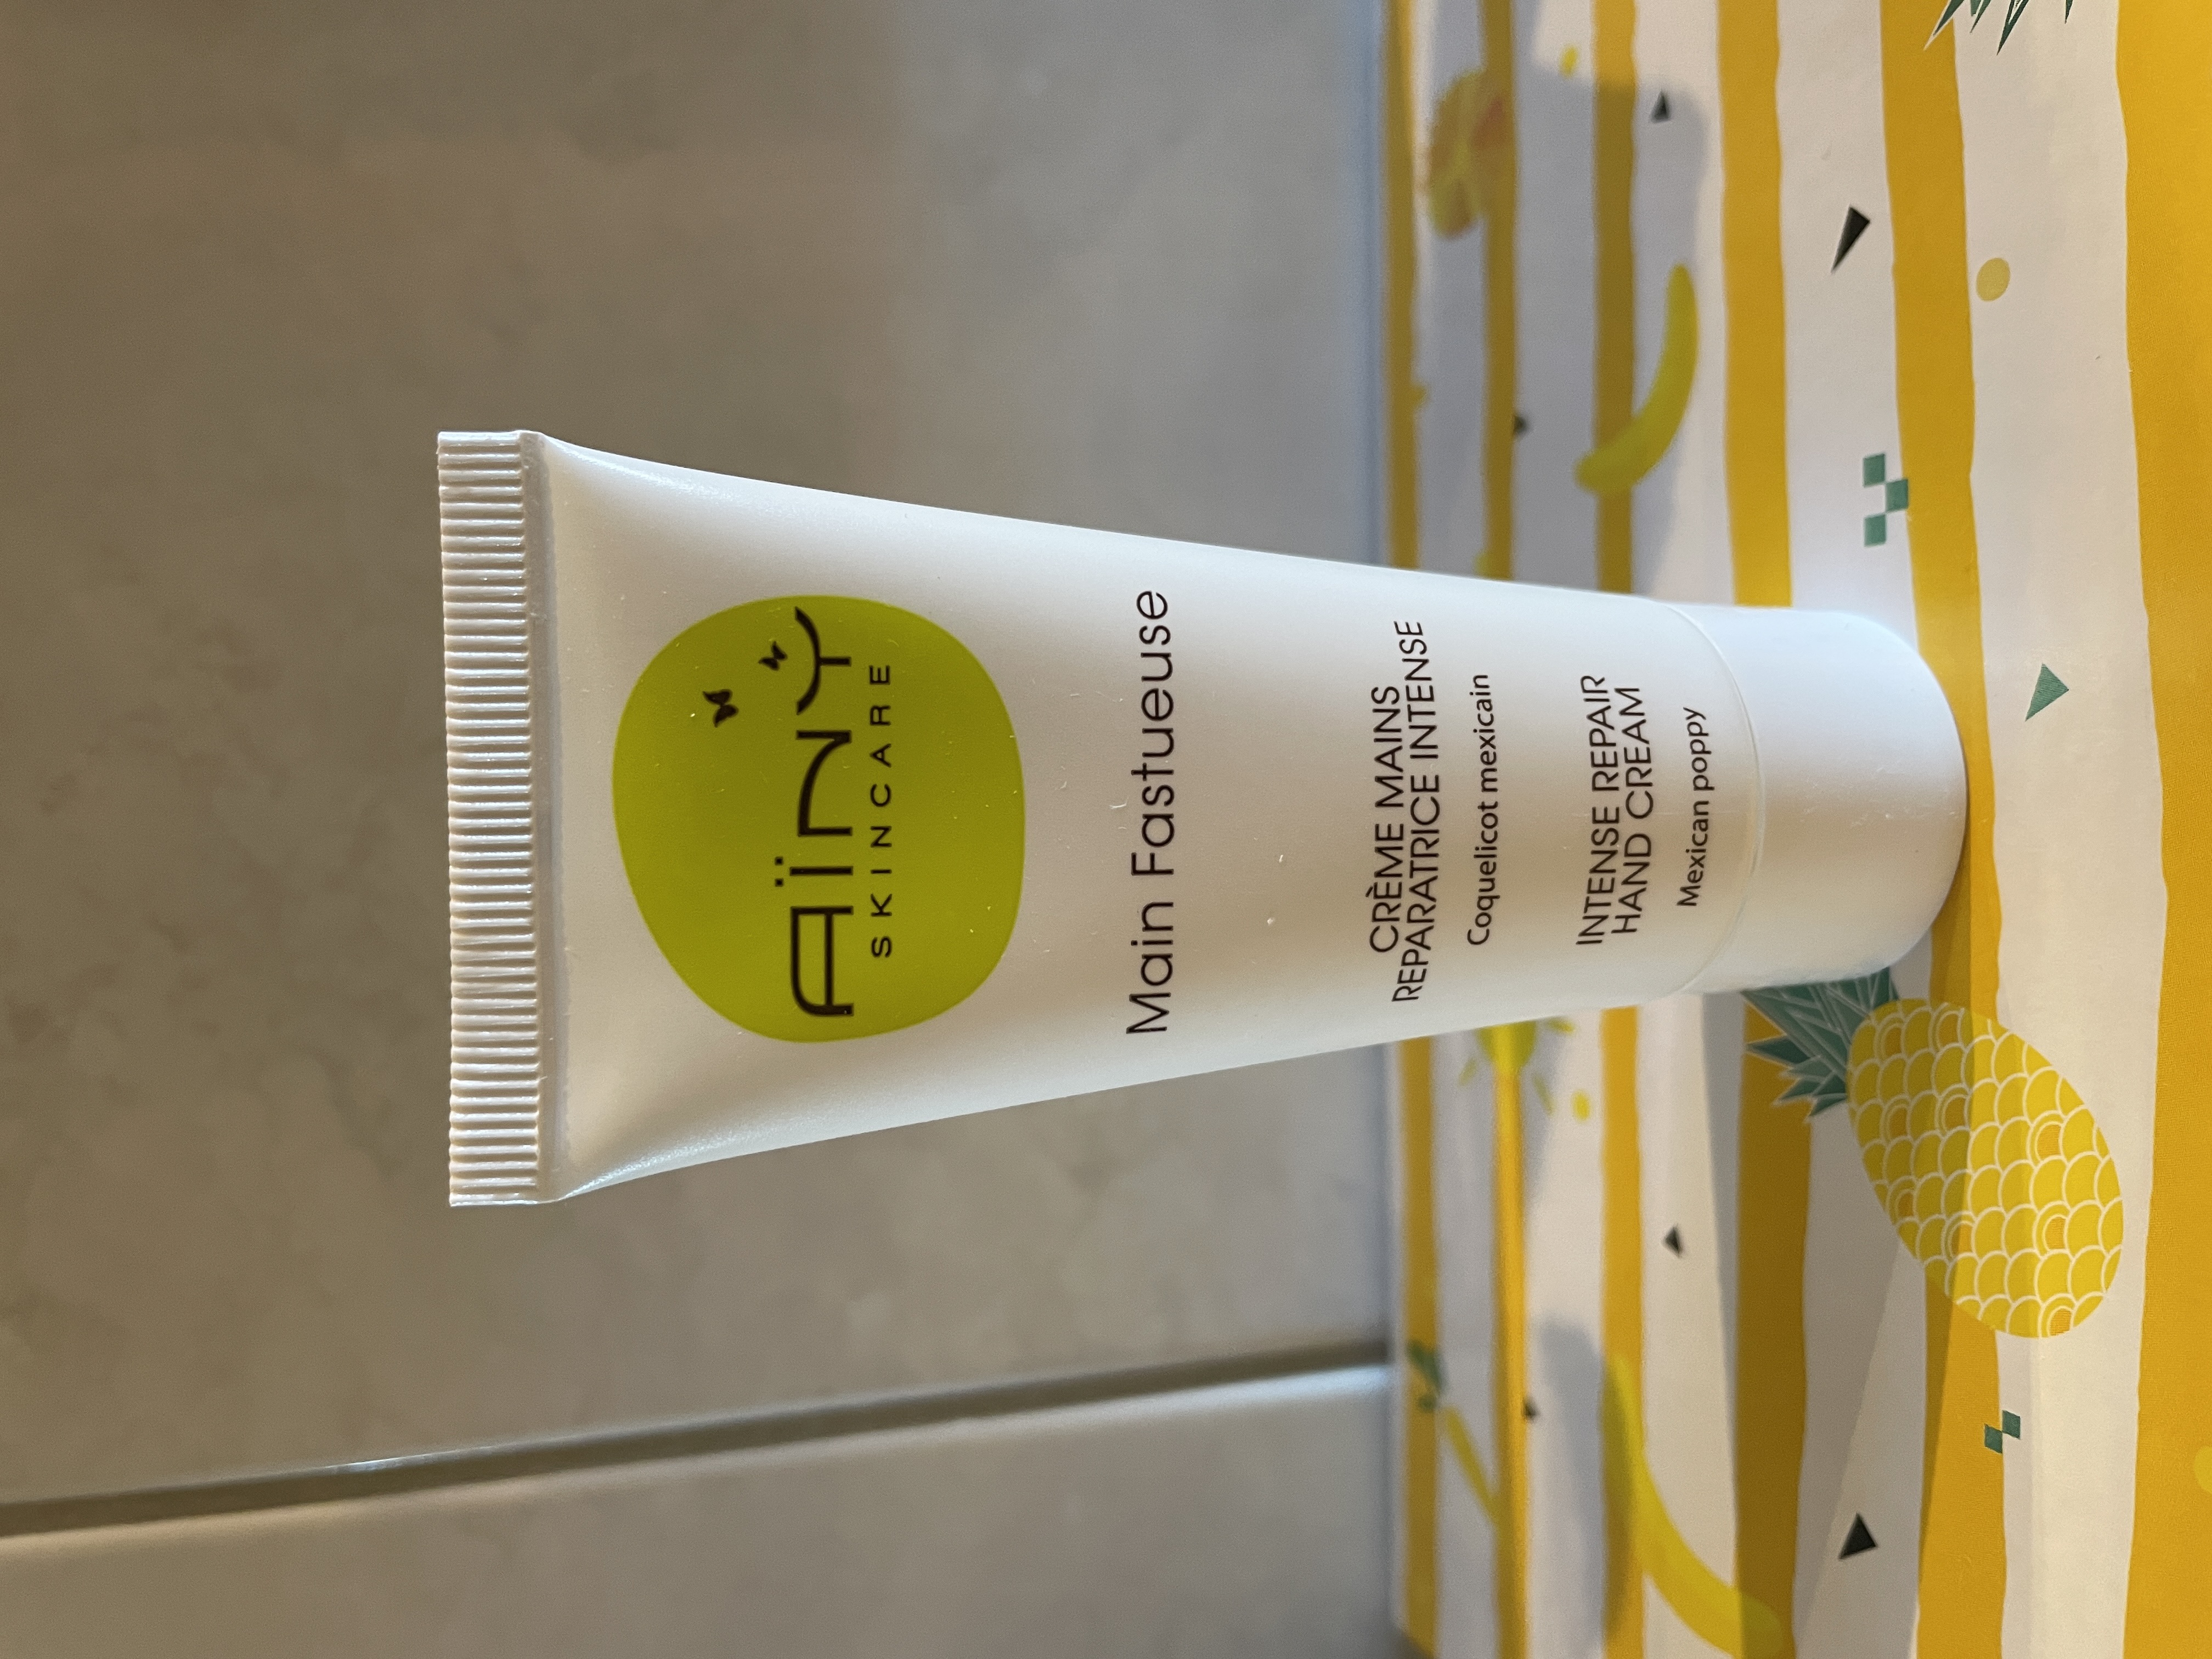 AÏNY
SKINCARE
Main Fastueuse
CRÈME MAINS
REPARATRICE INTENSE
Coquelicot mexicain
INTENSE REPAIR
HAND CREAM
Mexican poppy